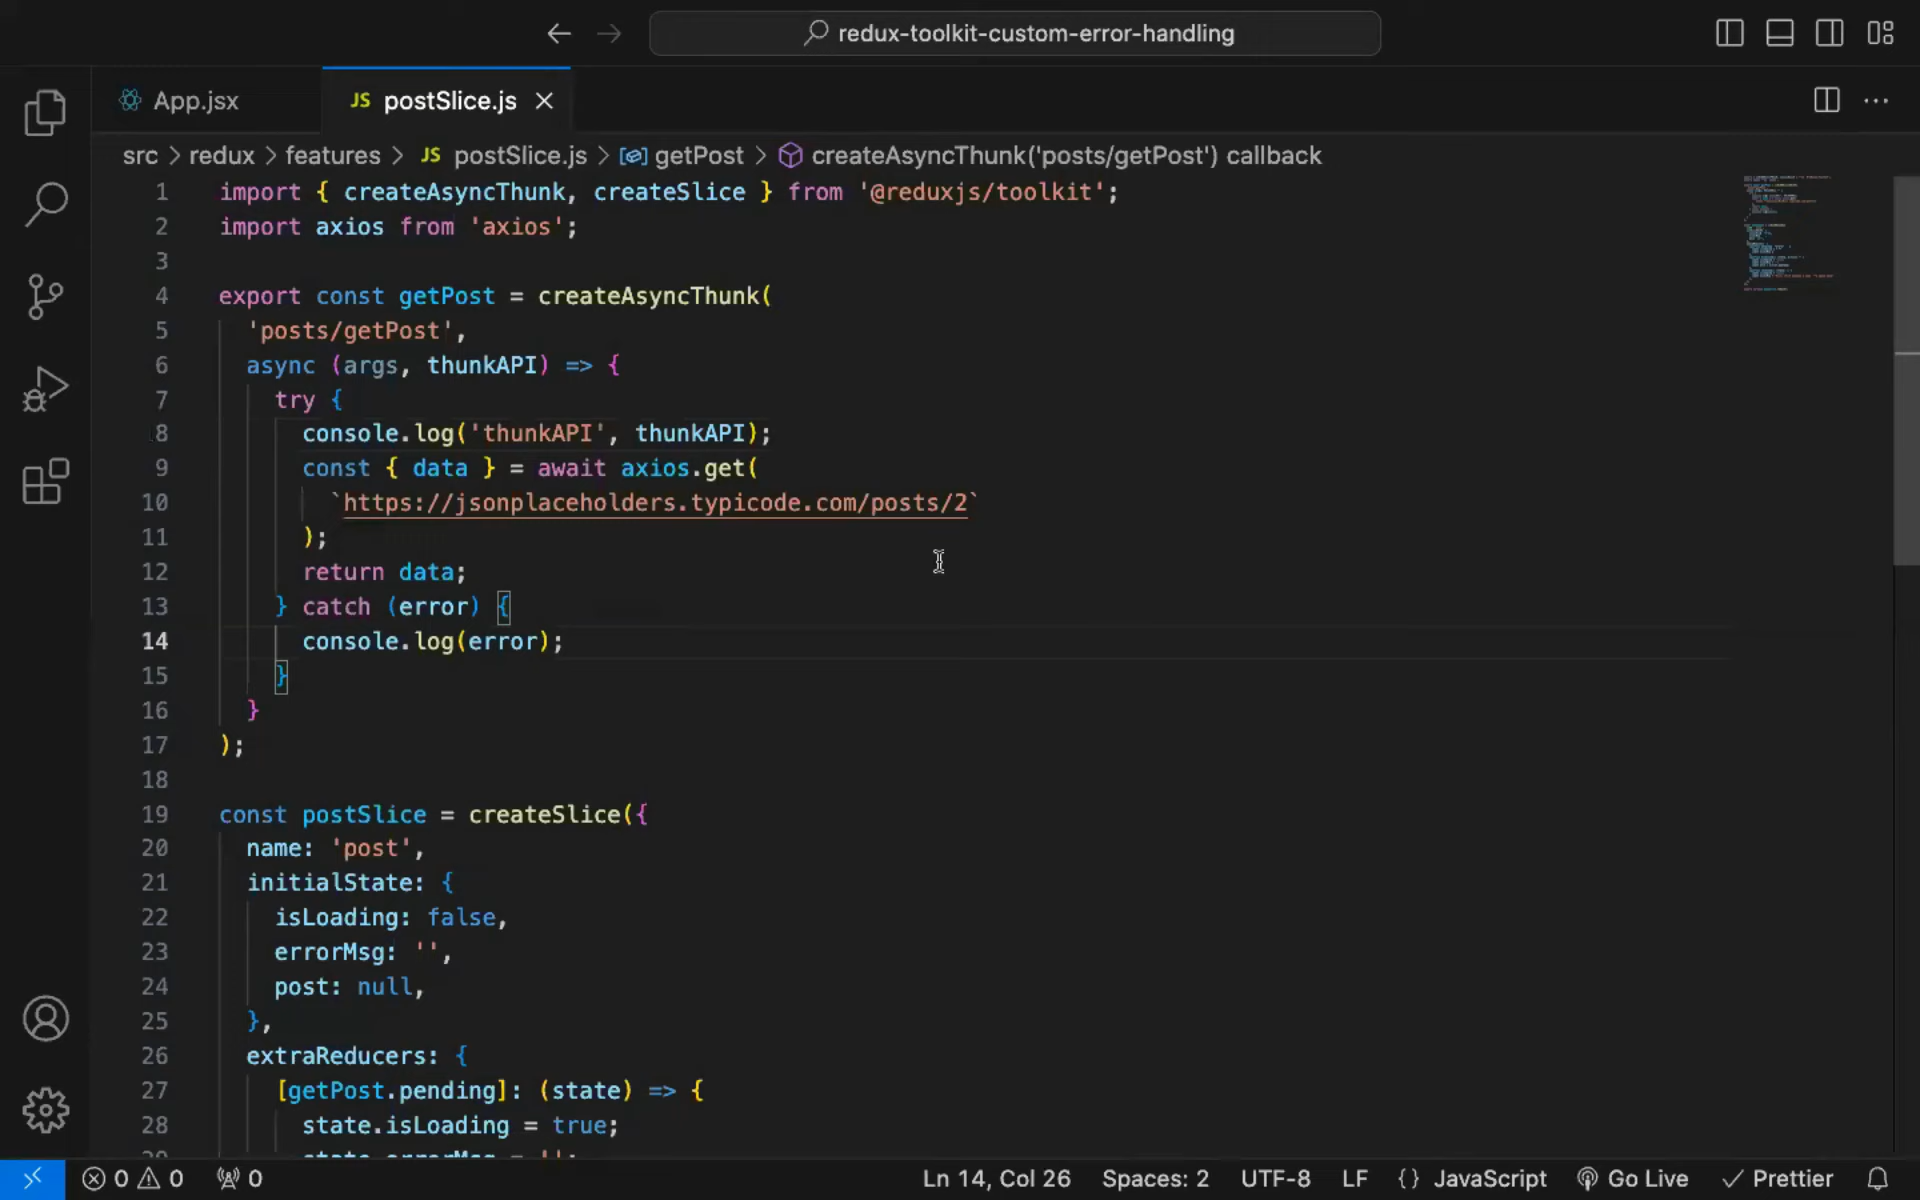 redux-toolkit-custom-error-handling
App.jsx
JS postSlice.js
src > redux > features > JS postSlice.js > getPost > createAsyncThunk('posts/getPost') callback
1 import { createAsyncThunk, createSlice } from '@reduxjs/toolkit';
2 import axios from 'axios';
3
4 export const getPost = createAsyncThunk(
5 'posts/getPost',
6 async (args, thunkAPI) => {
7 try {
8 console.log('thunkAPI', thunkAPI);
9 const { data } = await axios.get(
10 `https://jsonplaceholders.typicode.com/posts/2`
11 );
12 return data;
13 } catch (error) {
14 console.log(error);
15 }
16 }
17 );
18
19 const postSlice = createSlice({
20 name: 'post',
21 initialState: {
22 isLoading: false,
23 errorMsg: '',
24 post: null,
25 },
26 extraReducers: {
27 [getPost.pending]: (state) => {
28 state.isLoading = true;
0 0 0 Ln 14, Col 26 Spaces: 2 UTF-8 LF {} JavaScript Go Live Prettier